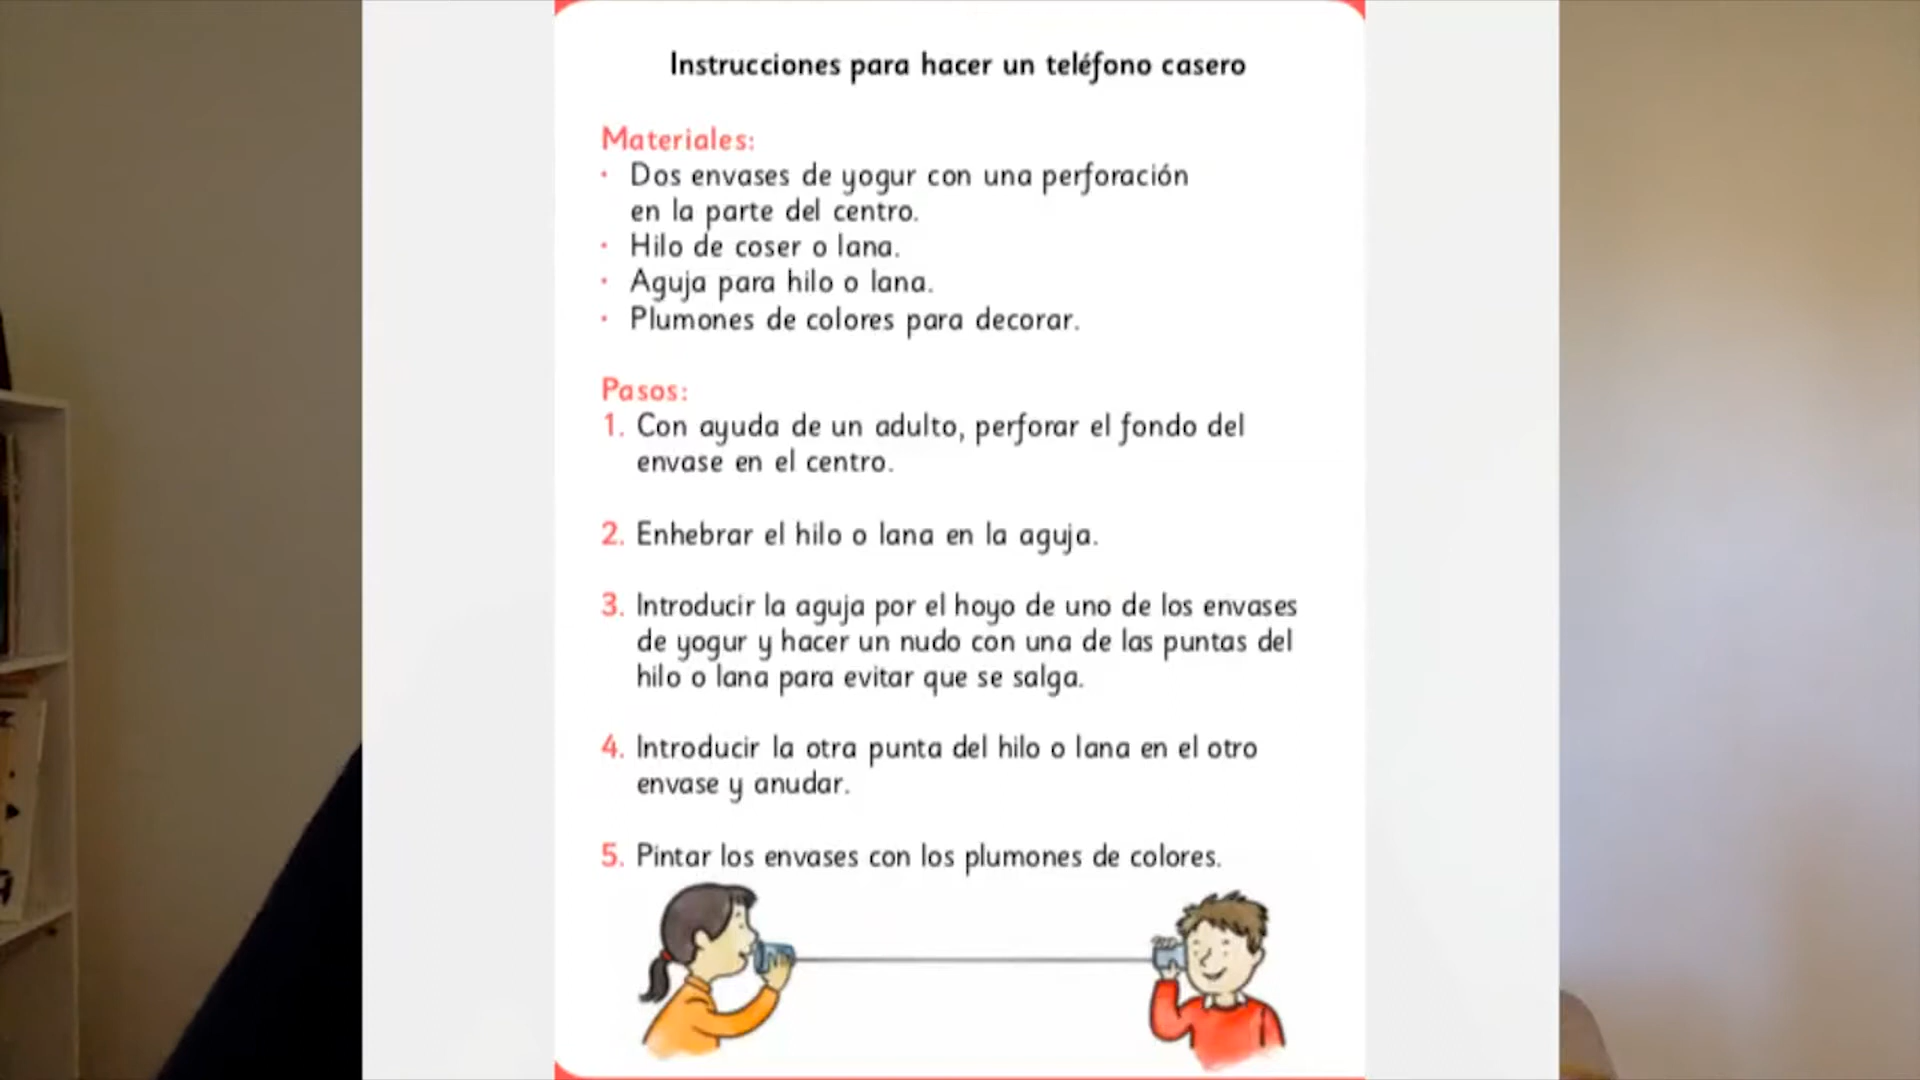 Instrucciones para hacer un teléfono casero
Materiales:
• Dos envases de yogur con una perforación
en la parte del centro.
• Hilo de coser o lana.
• Aguja para hilo o lana.
• Plumones de colores para decorar.
Pasos:
1. Con ayuda de un adulto, perforar el fondo del
envase en el centro.
2. Enhebrar el hilo o lana en la aguja.
3. Introducir la aguja por el hoyo de uno de los envases
de yogur y hacer un nudo con una de las puntas del
hilo o lana para evitar que se salga.
4. Introducir la otra punta del hilo o lana en el otro
envase y anudar.
5. Pintar los envases con los plumones de colores.